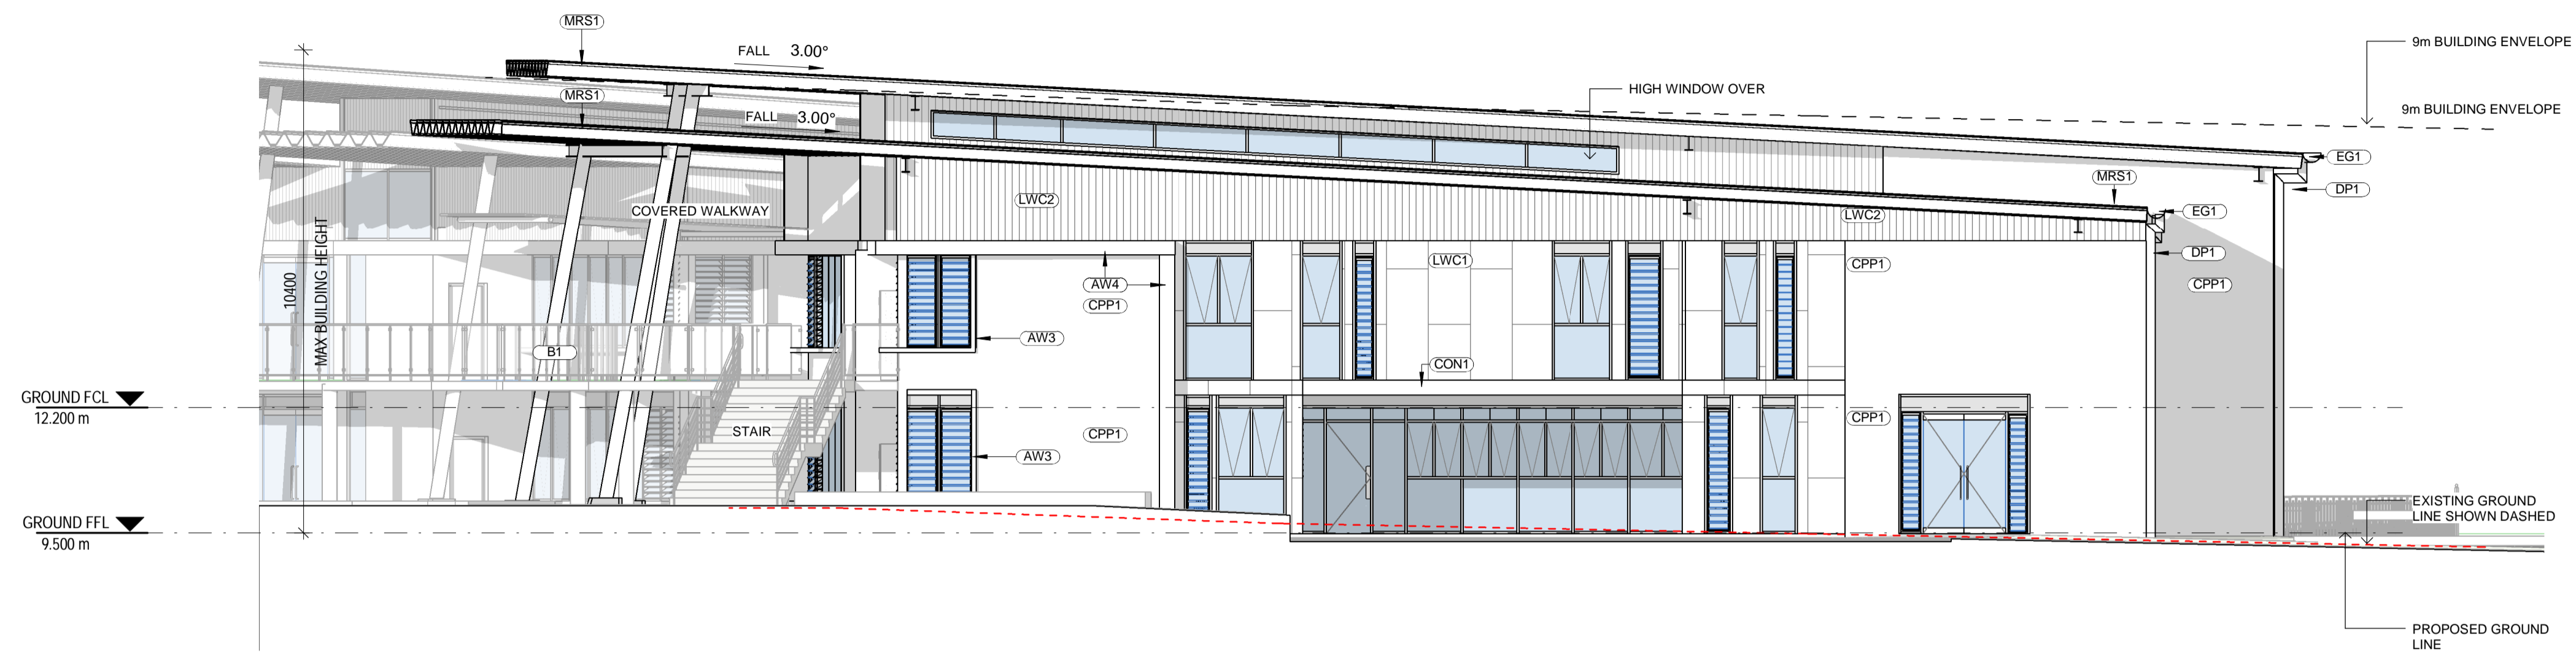 MRS1
FALL 3.00°
9m BUILDING ENVELOPE
HIGH WINDOW OVER
MRS1
9m BUILDING ENVELOPE
FALL 3.00°
EG1
MRS1
DP1
LWC2
COVERED WALKWAY
EG1
LWC2
DP1
LWC1
CPP1
AW4
CPP1
CPP1
10400
MAX BUILDING HEIGHT
AW3
B1
CON1
GROUND FCL
12.200 m
CPP1
STAIR
CPP1
AW3
EXISTING GROUND
LINE SHOWN DASHED
GROUND FFL
9.500 m
PROPOSED GROUND
LINE